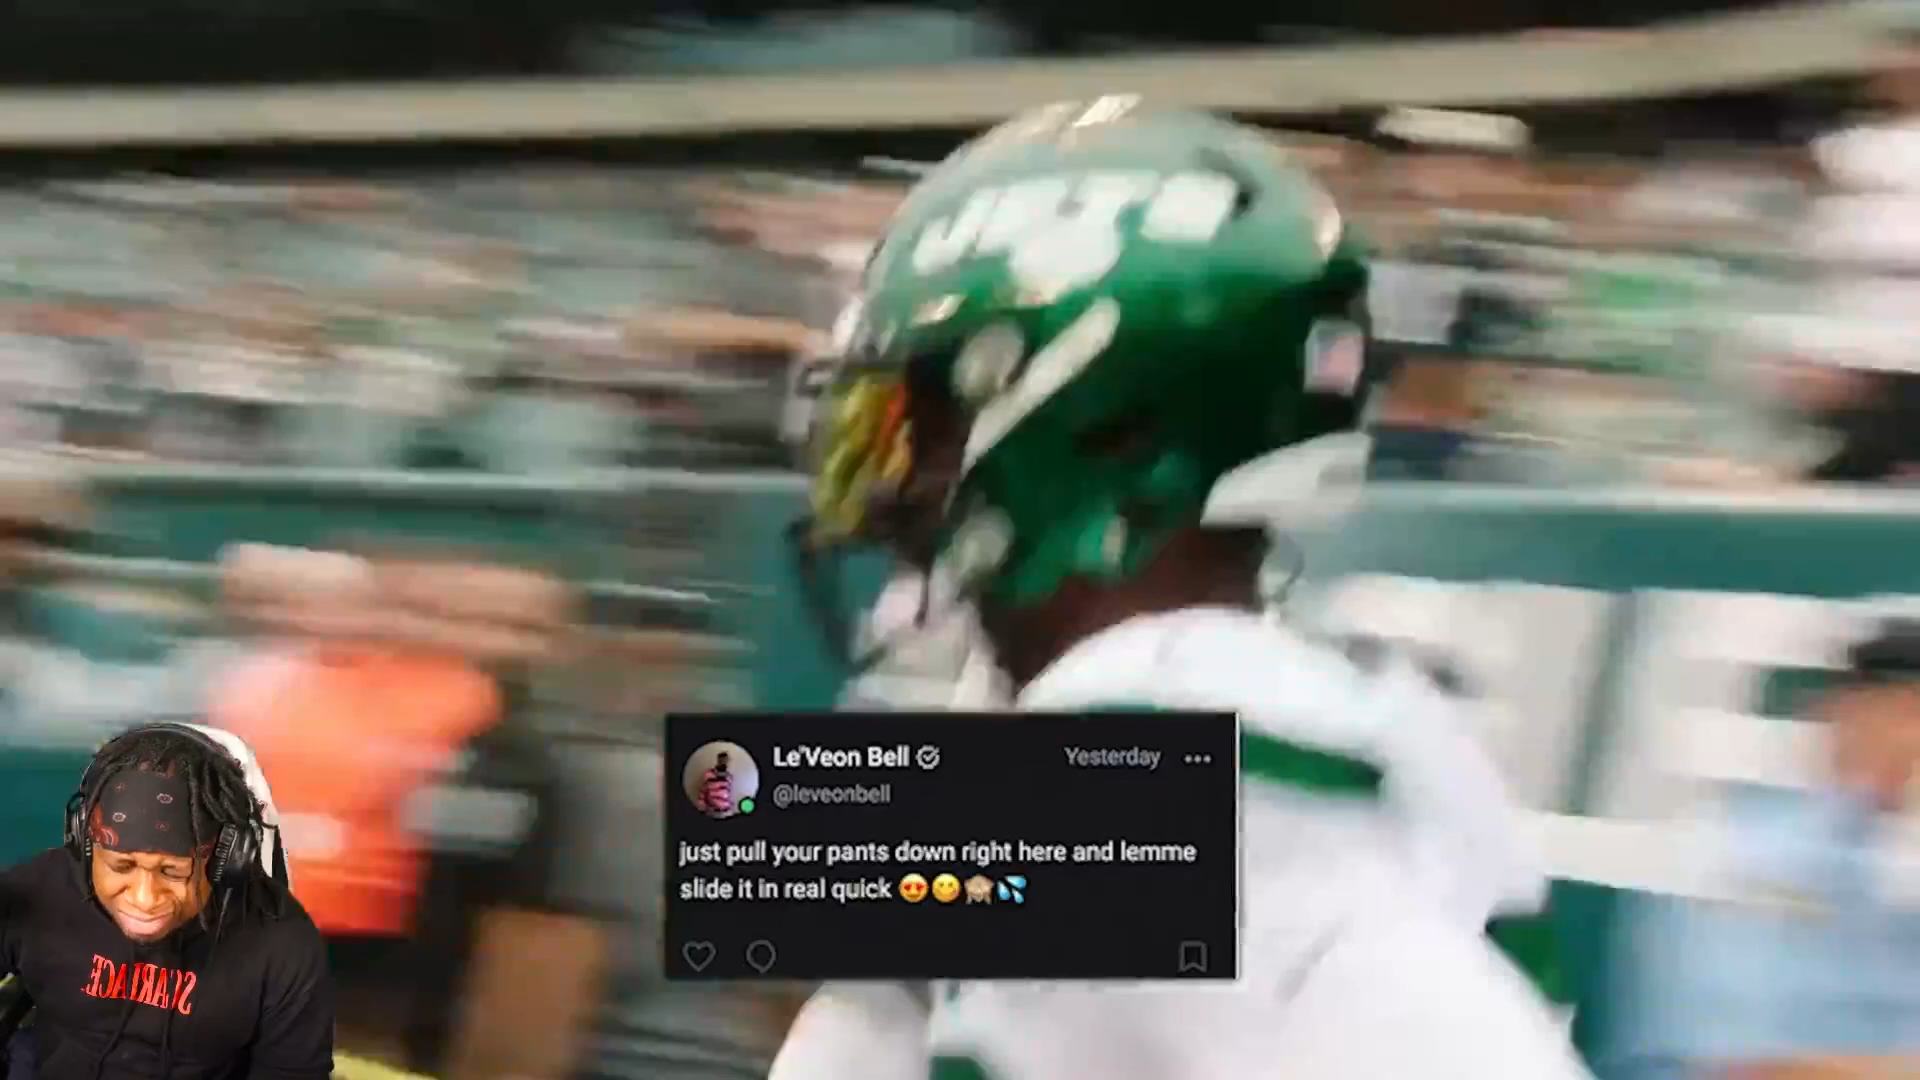 JETS
Le'Veon Bell
Yesterday
@leveonbell
just pull your pants down right here and lemme
slide it in real quick 😍😋🙈💦
SCARFACE